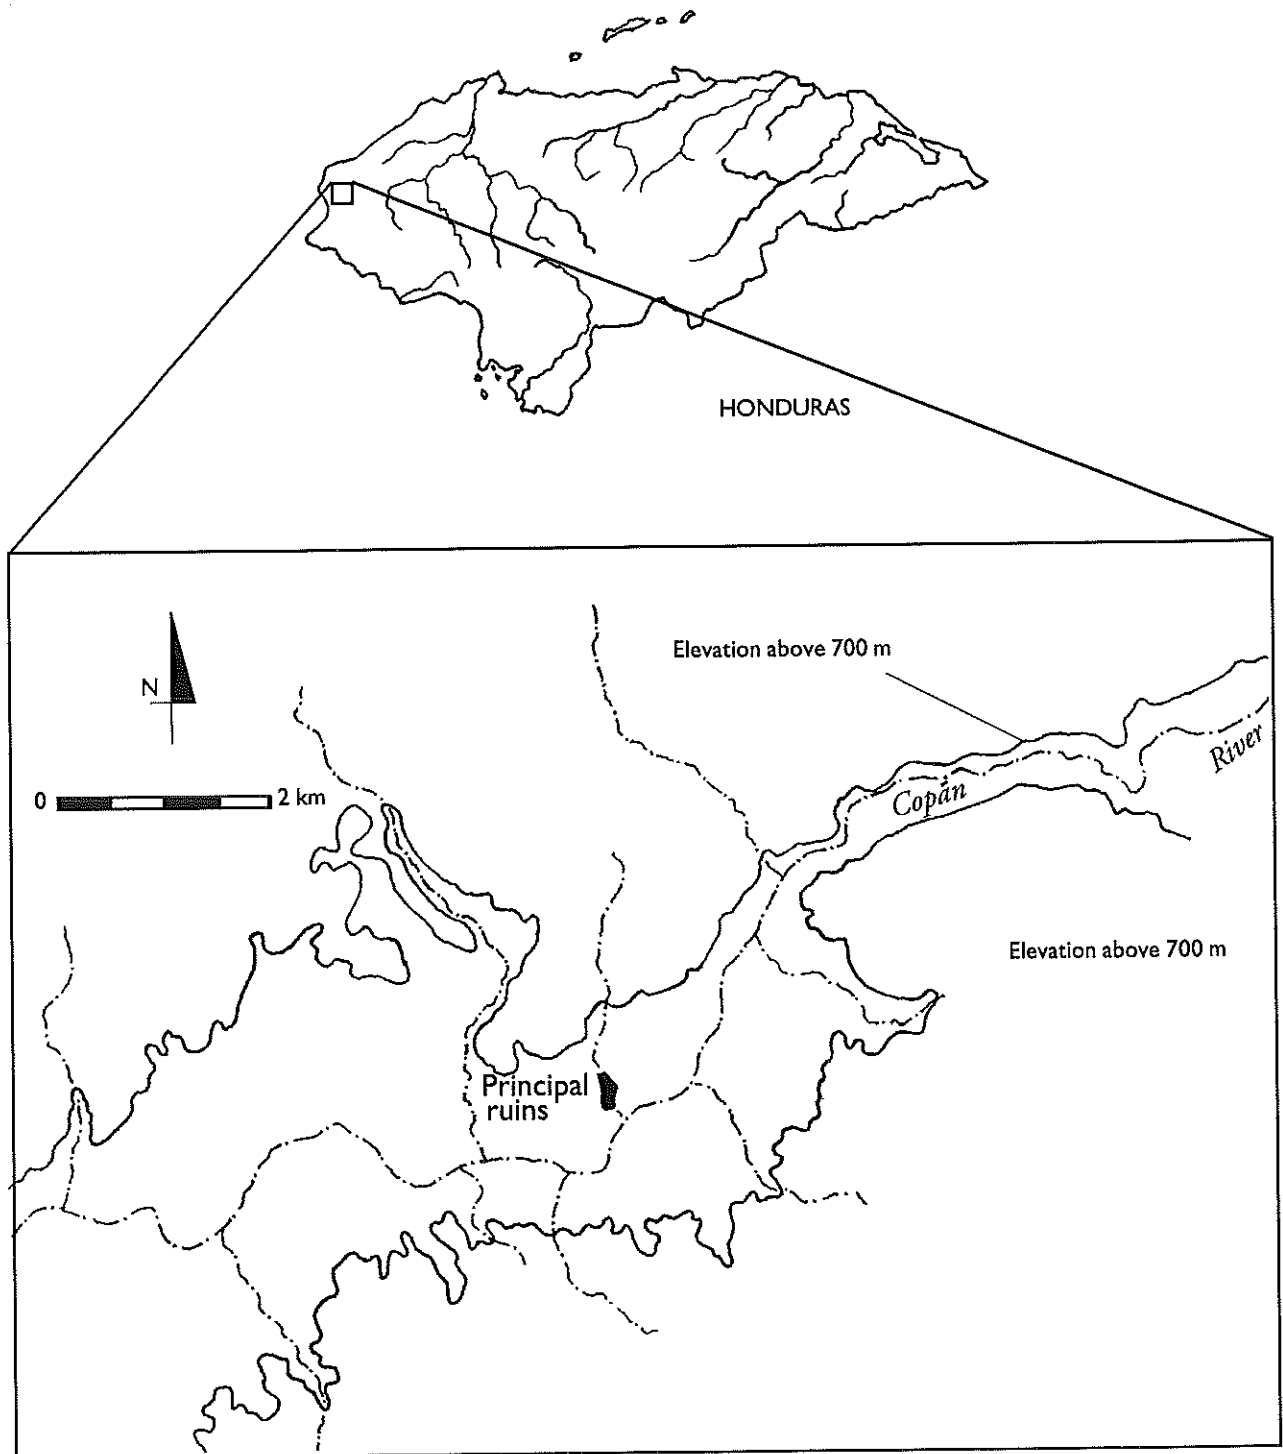 HONDURAS
Elevation above 700 m
N
0 2 km
River
Copán
Elevation above 700 m
Principal
ruins